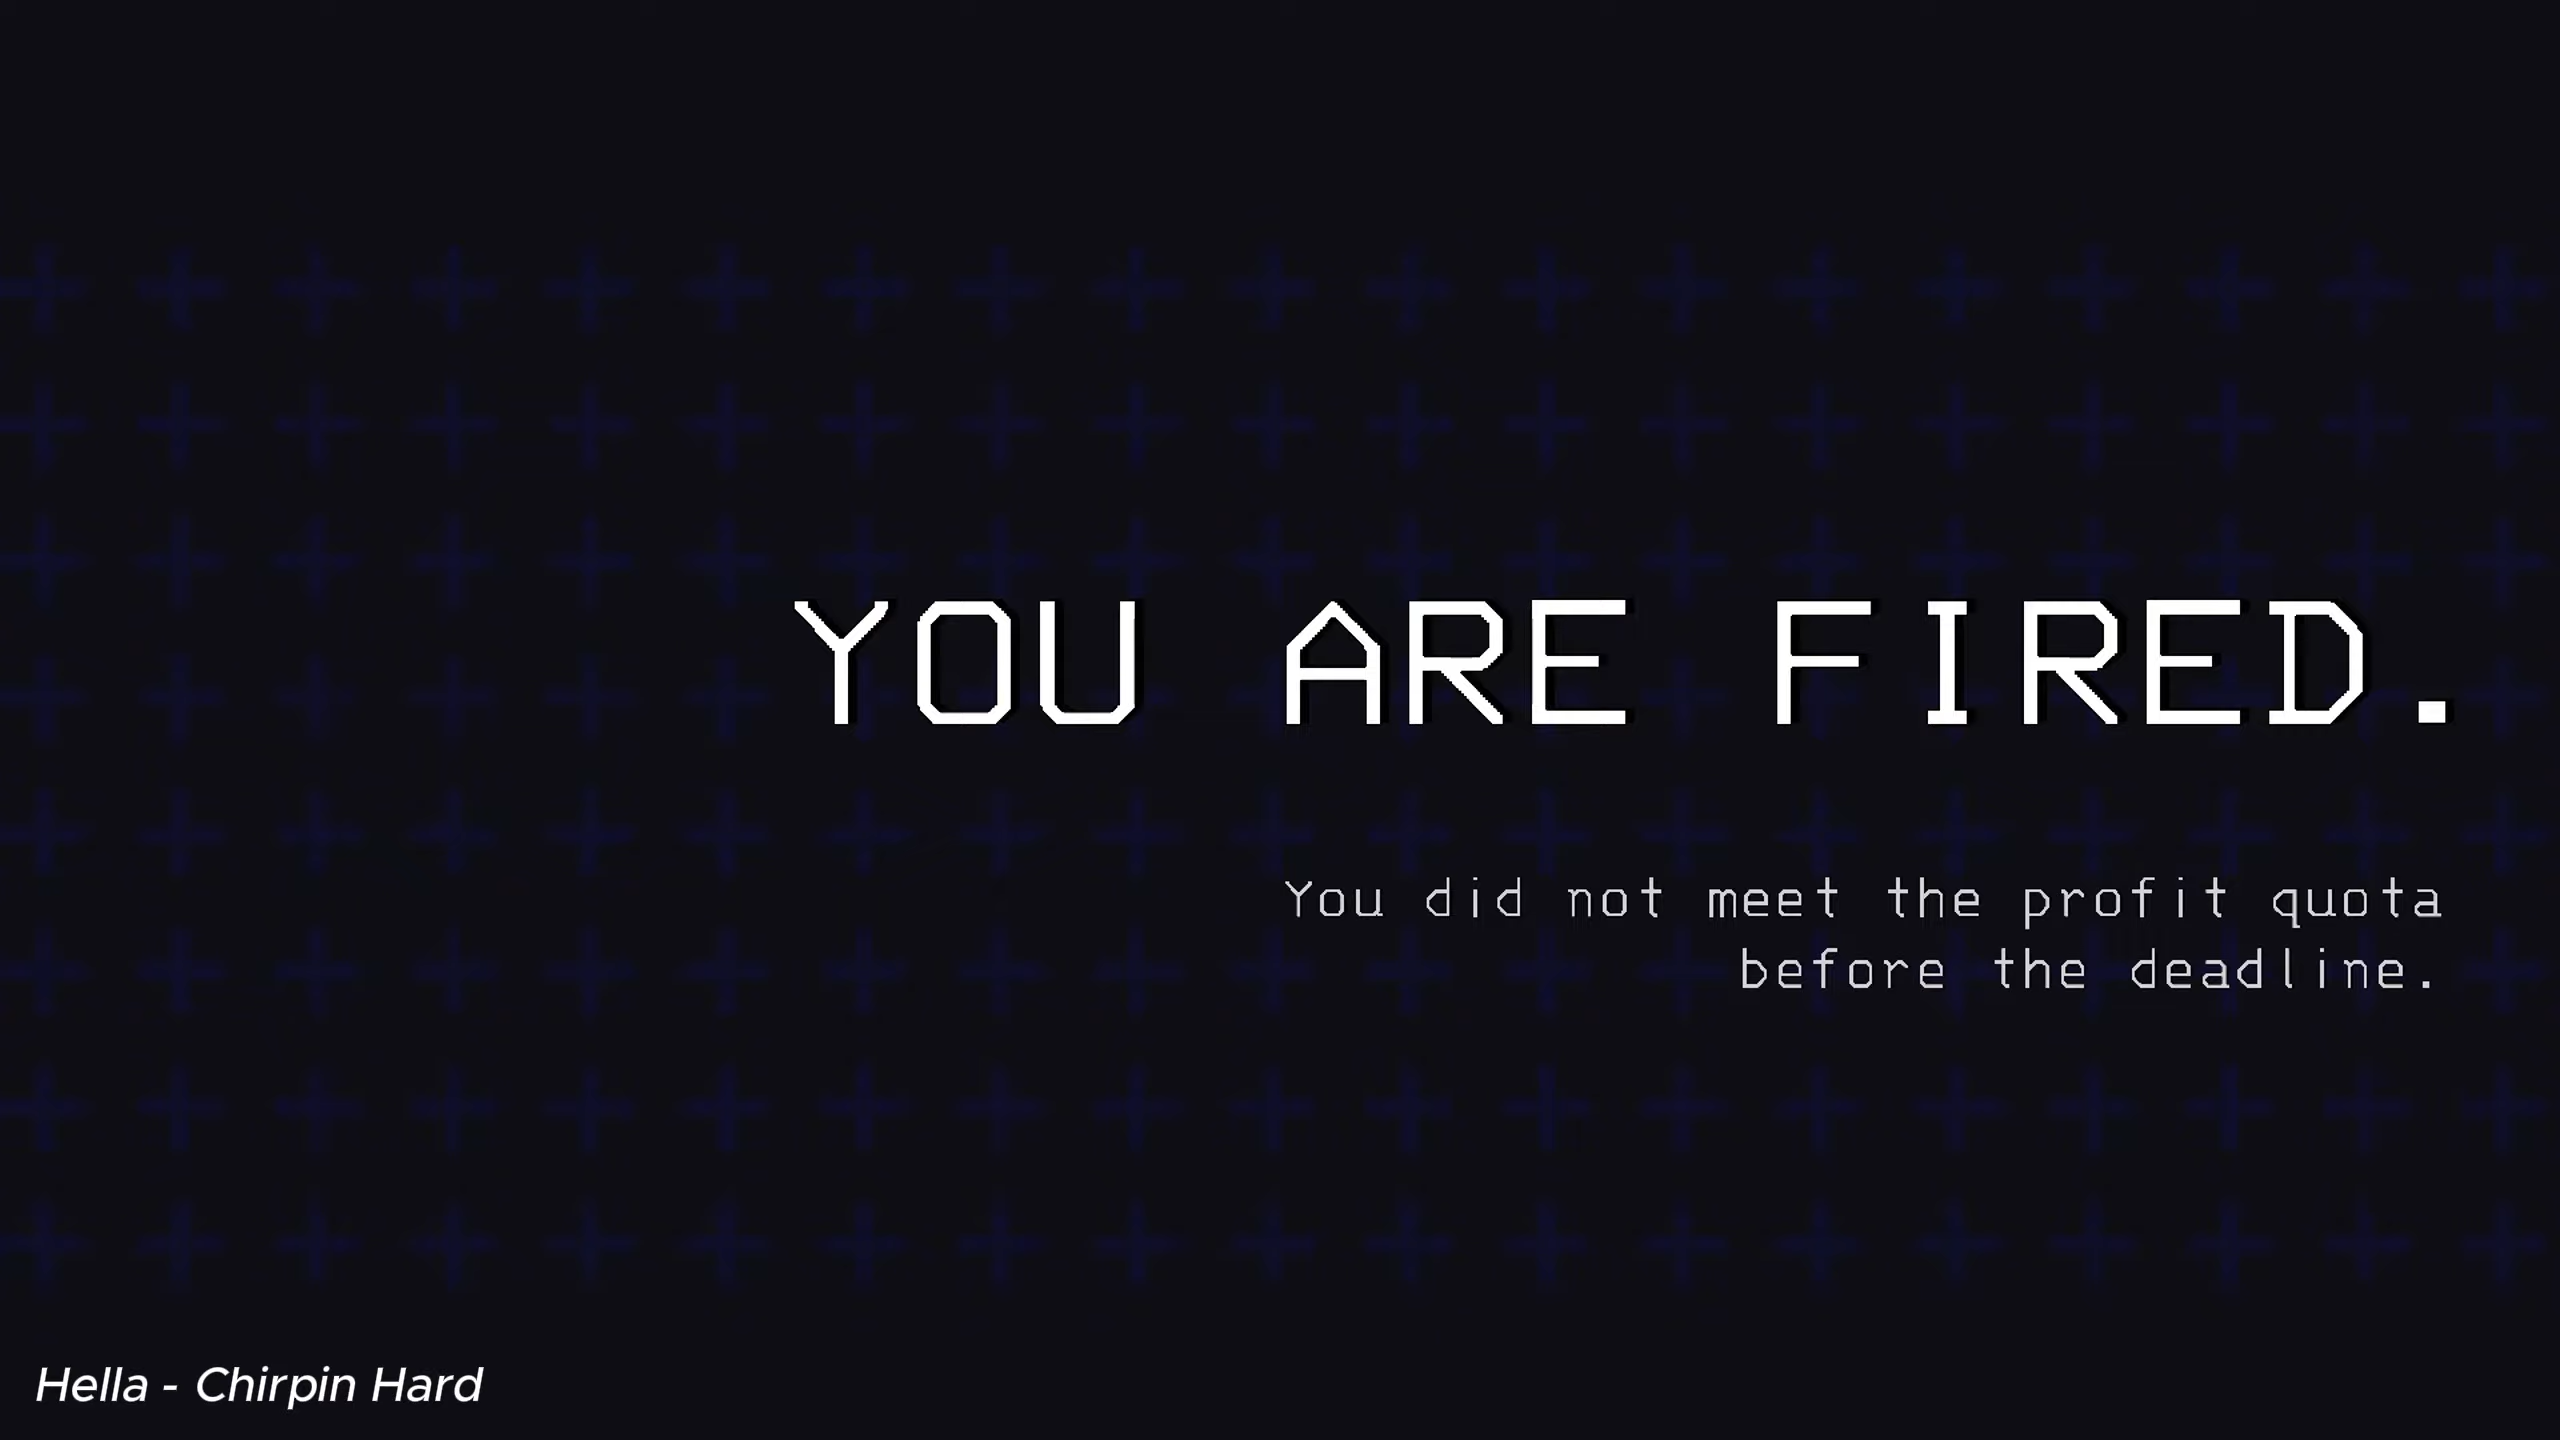 YOU ARE FIRED.
You did not meet the profit quota
before the deadline.
Hella - Chirpin Hard